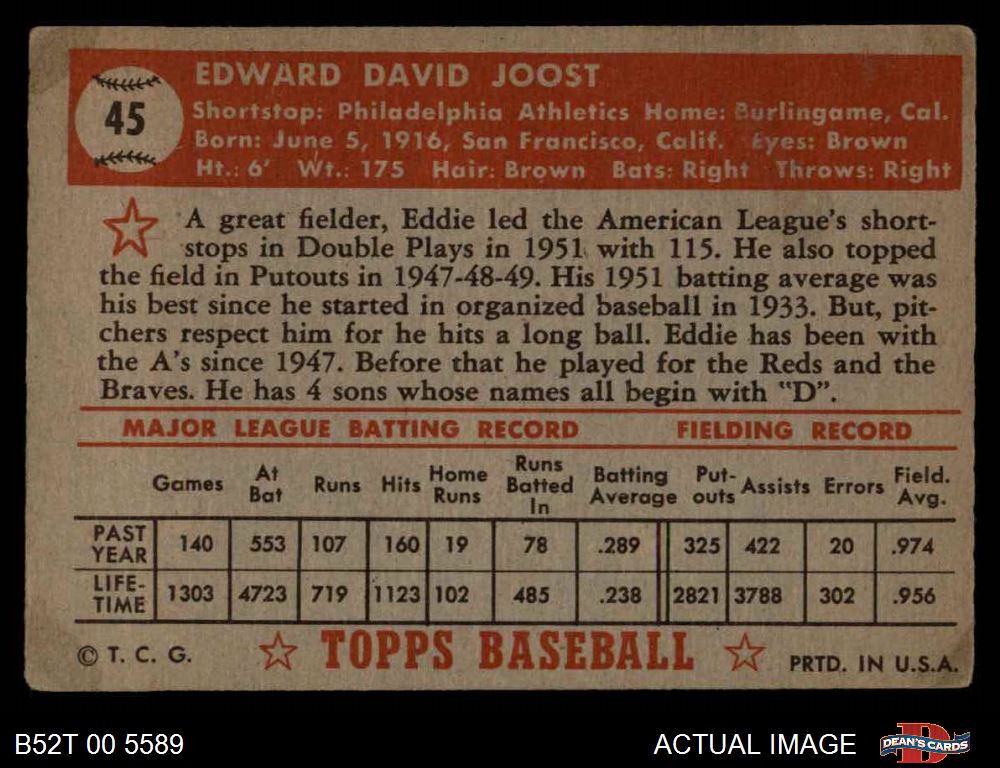 45
EDWARD DAVID JOOST
Shortstop: Philadelphia Athletics Home: Burlingame, Cal.
Born: June 5, 1916, San Francisco, Calif. Eyes: Brown
Ht.: 6' Wt.: 175 Hair: Brown Bats: Right Throws: Right
A great fielder, Eddie led the American League's short-
stops in Double Plays in 1951 with 115. He also topped
the field in Putouts in 1947-48-49. His 1951 batting average was
his best since he started in organized baseball in 1933. But, pit-
chers respect him for he hits a long ball. Eddie has been with
the A's since 1947. Before that he played for the Reds and the
Braves. He has 4 sons whose names all begin with "D".
MAJOR LEAGUE BATTING RECORD FIELDING RECORD
Games At Bat Runs Hits Home Runs Runs Batted In Batting Average Put-outs Assists Errors Field. Avg.
PAST YEAR 140 553 107 160 19 78 .289 325 422 20 .974
LIFE-TIME 1303 4723 719 1123 102 485 .238 2821 3788 302 .956
© T. C. G. TOPPS BASEBALL PRTD. IN U.S.A.
B52T 00 5589 ACTUAL IMAGE DEAN'S CARDS